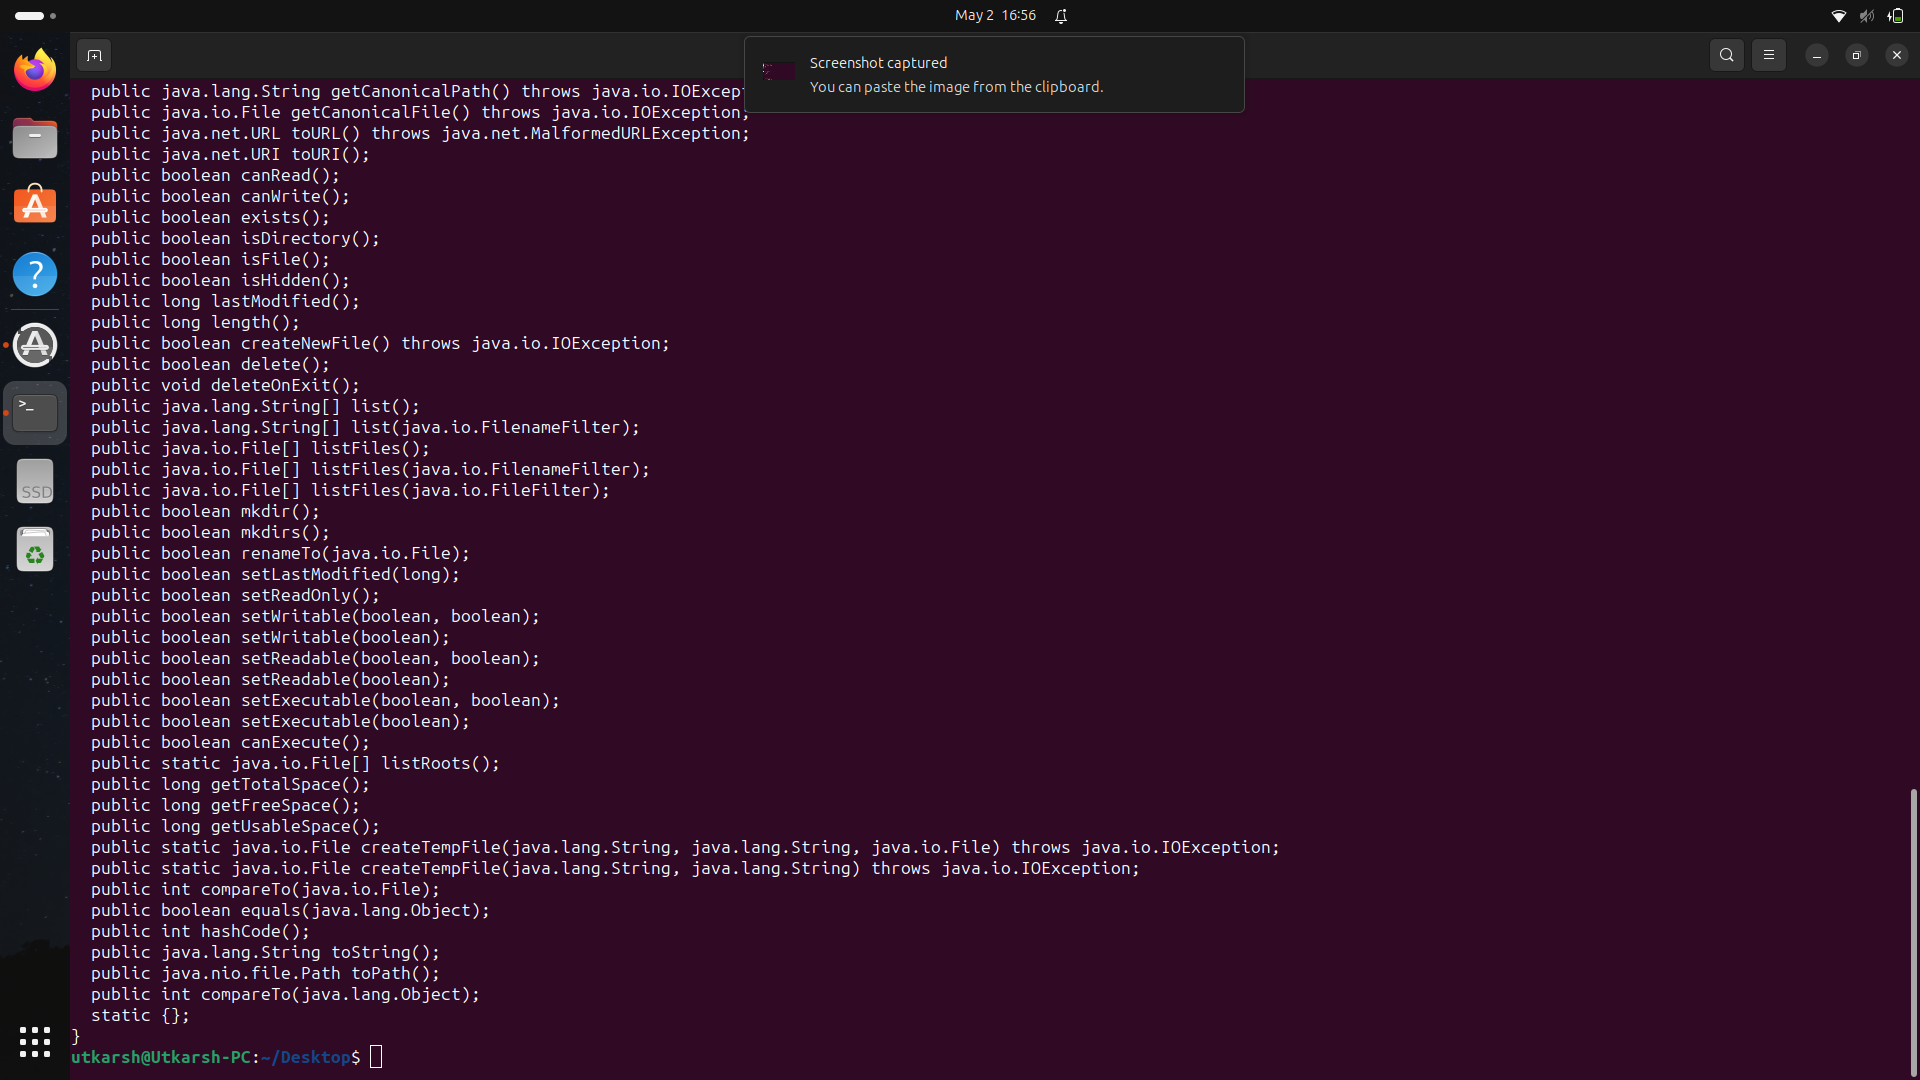 May 2 16:56
Screenshot captured
You can paste the image from the clipboard.
public java.lang.String getCanonicalPath() throws java.io.IOExcept
public java.io.File getCanonicalFile() throws java.io.IOException;
public java.net.URL toURL() throws java.net.MalformedURLException;
public java.net.URI toURI();
public boolean canRead();
public boolean canWrite();
public boolean exists();
public boolean isDirectory();
public boolean isFile();
public boolean isHidden();
public long lastModified();
public long length();
public boolean createNewFile() throws java.io.IOException;
public boolean delete();
public void deleteOnExit();
public java.lang.String[] list();
public java.lang.String[] list(java.io.FilenameFilter);
public java.io.File[] listFiles();
public java.io.File[] listFiles(java.io.FilenameFilter);
public java.io.File[] listFiles(java.io.FileFilter);
public boolean mkdir();
public boolean mkdirs();
public boolean renameTo(java.io.File);
public boolean setLastModified(long);
public boolean setReadOnly();
public boolean setWritable(boolean, boolean);
public boolean setWritable(boolean);
public boolean setReadable(boolean, boolean);
public boolean setReadable(boolean);
public boolean setExecutable(boolean, boolean);
public boolean setExecutable(boolean);
public boolean canExecute();
public static java.io.File[] listRoots();
public long getTotalSpace();
public long getFreeSpace();
public long getUsableSpace();
public static java.io.File createTempFile(java.lang.String, java.lang.String, java.io.File) throws java.io.IOException;
public static java.io.File createTempFile(java.lang.String, java.lang.String) throws java.io.IOException;
public int compareTo(java.io.File);
public boolean equals(java.lang.Object);
public int hashCode();
public java.lang.String toString();
public java.nio.file.Path toPath();
public int compareTo(java.lang.Object);
static {};
}
utkarsh@Utkarsh-PC:~/Desktop$
SSD